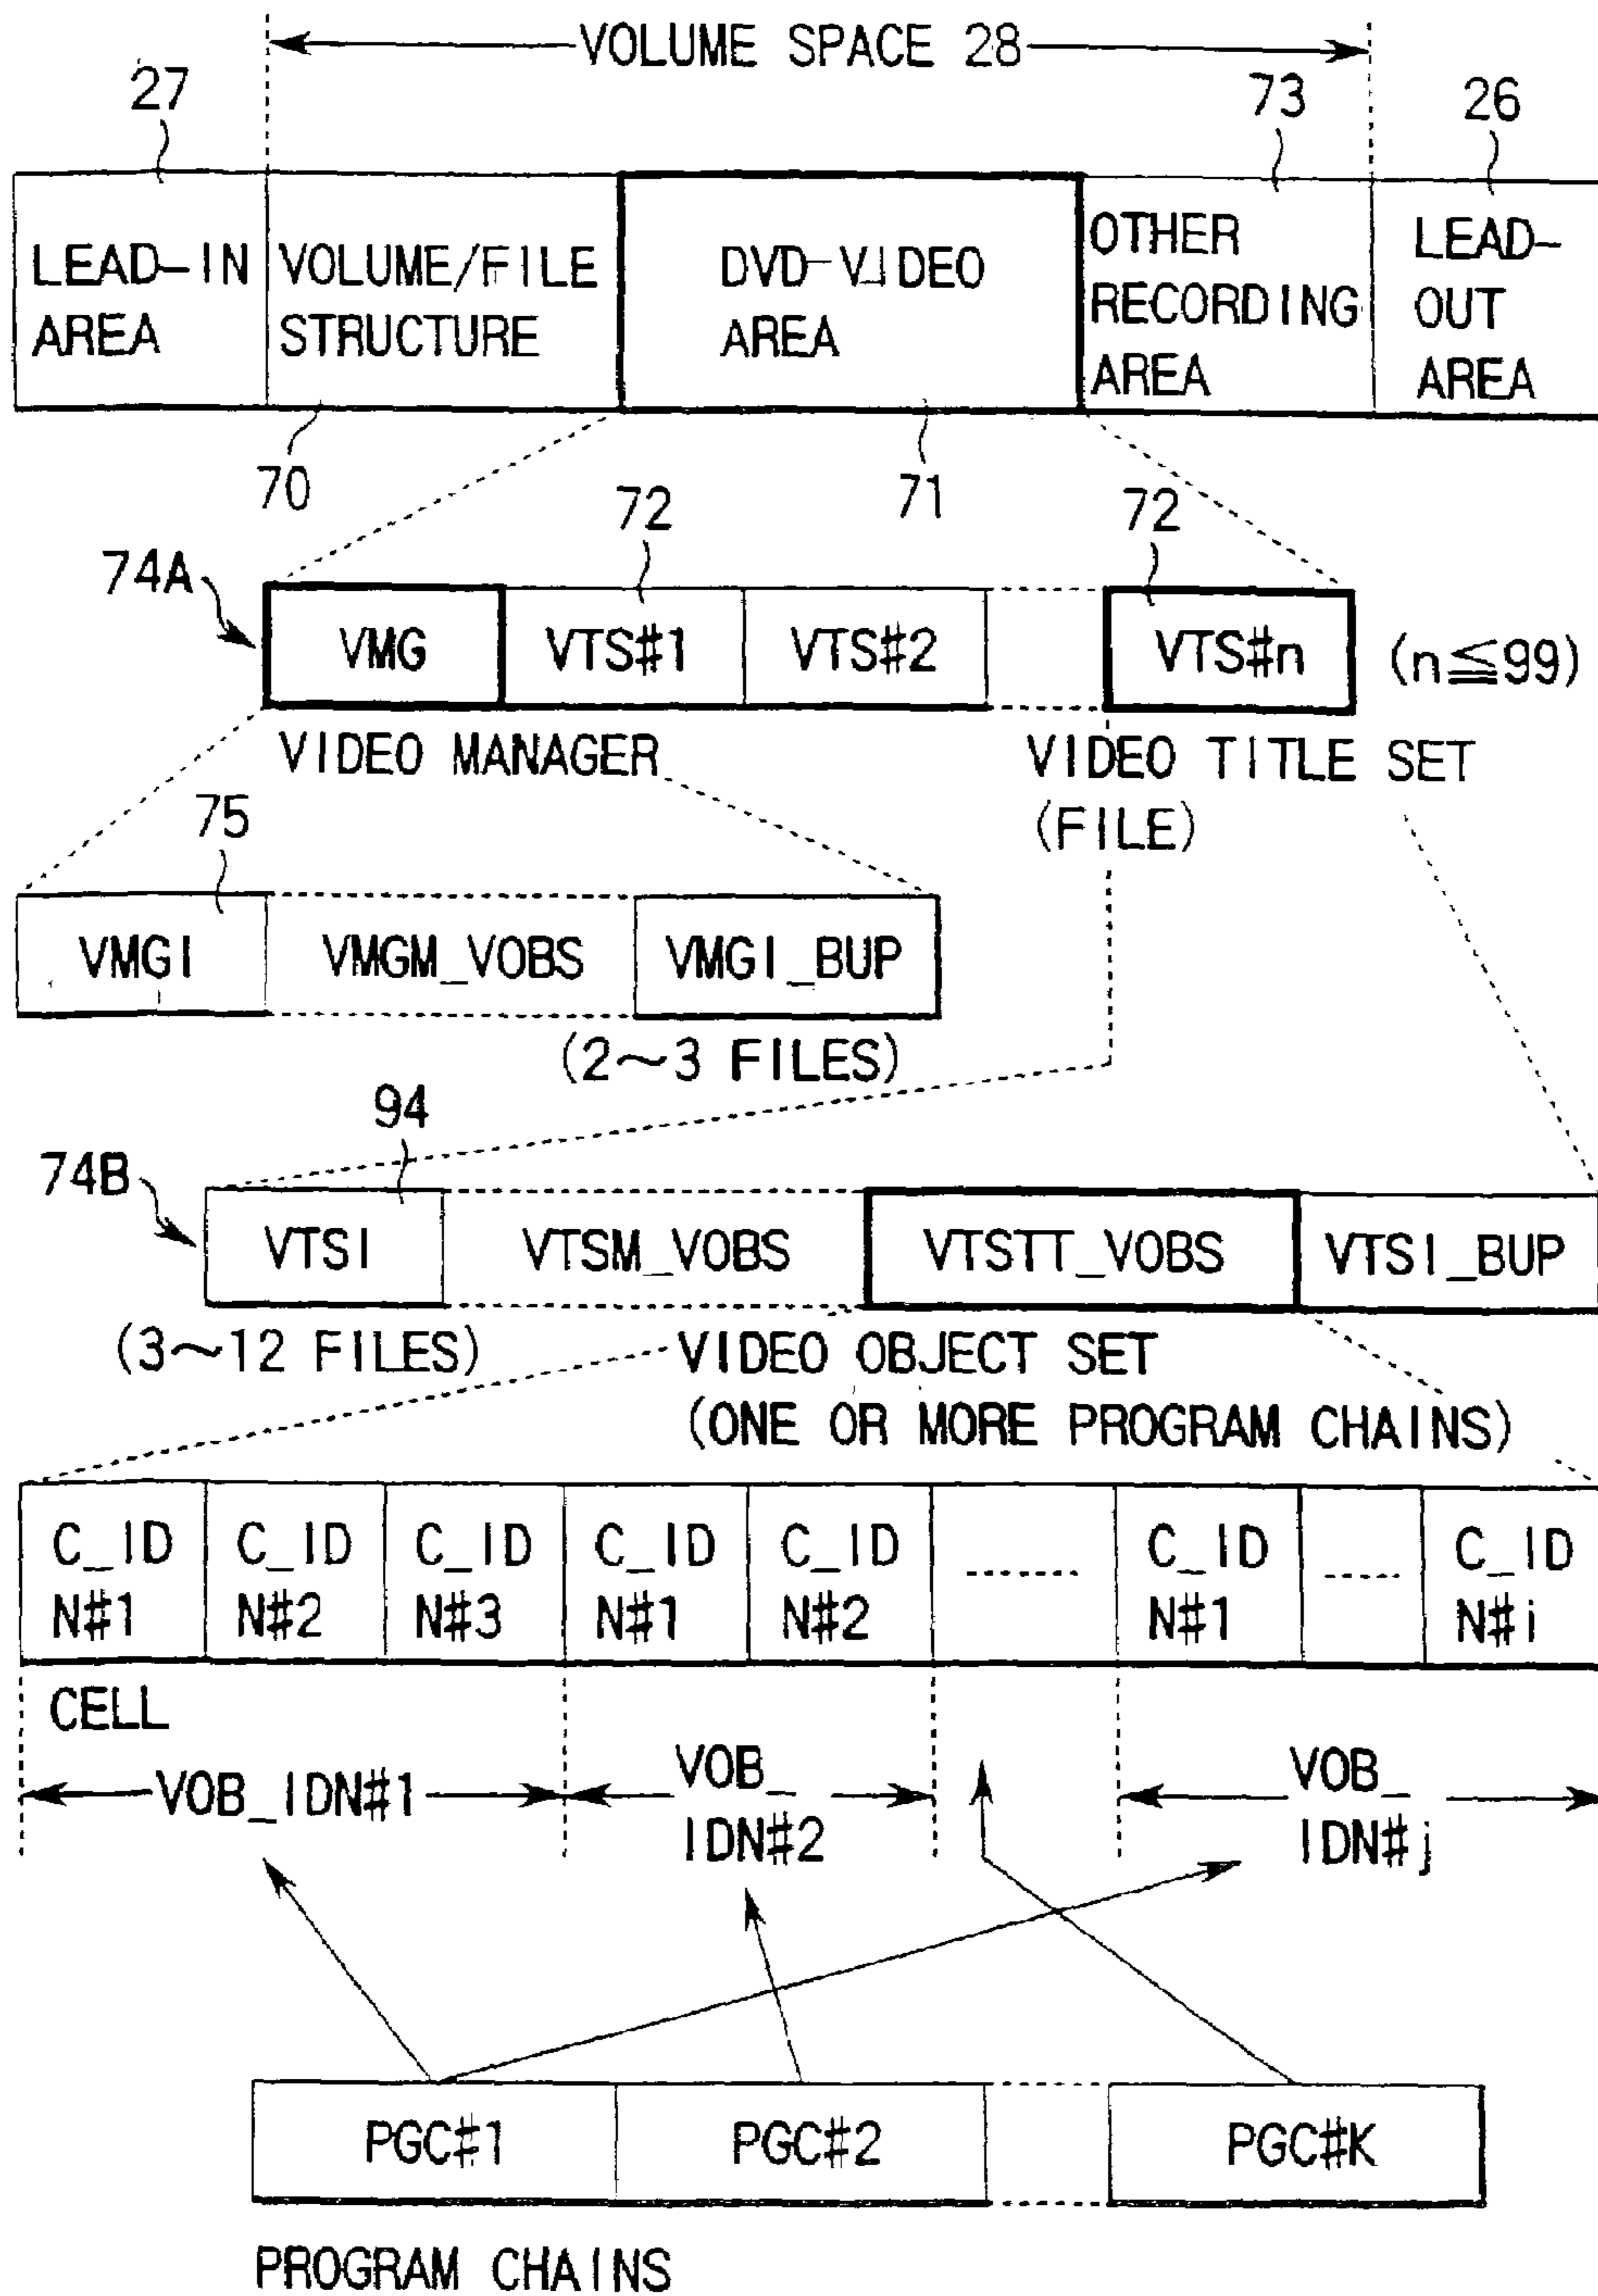 VOLUME SPACE 28
27
73
26
LEAD-IN
AREA
VOLUME/FILE
STRUCTURE
DVD-VIDEO
AREA
OTHER
RECORDING
AREA
LEAD-
OUT
AREA
70
71
72
72
74A
VMG
VTS#1
VTS#2
VTS#n
(n≦99)
VIDEO MANAGER
VIDEO TITLE SET
(FILE)
75
VMGI
VMGM_VOBS
VMGI_BUP
(2~3 FILES)
94
74B
VTSI
VTSM_VOBS
VTSTT_VOBS
VTSI_BUP
(3~12 FILES)
VIDEO OBJECT SET
(ONE OR MORE PROGRAM CHAINS)
C_ID
N#1
C_ID
N#2
C_ID
N#3
C_ID
N#1
C_ID
N#2
C_ID
N#1
C_ID
N#i
CELL
VOB_IDN#1
VOB_
IDN#2
VOB_
IDN#j
PGC#1
PGC#2
PGC#K
PROGRAM CHAINS